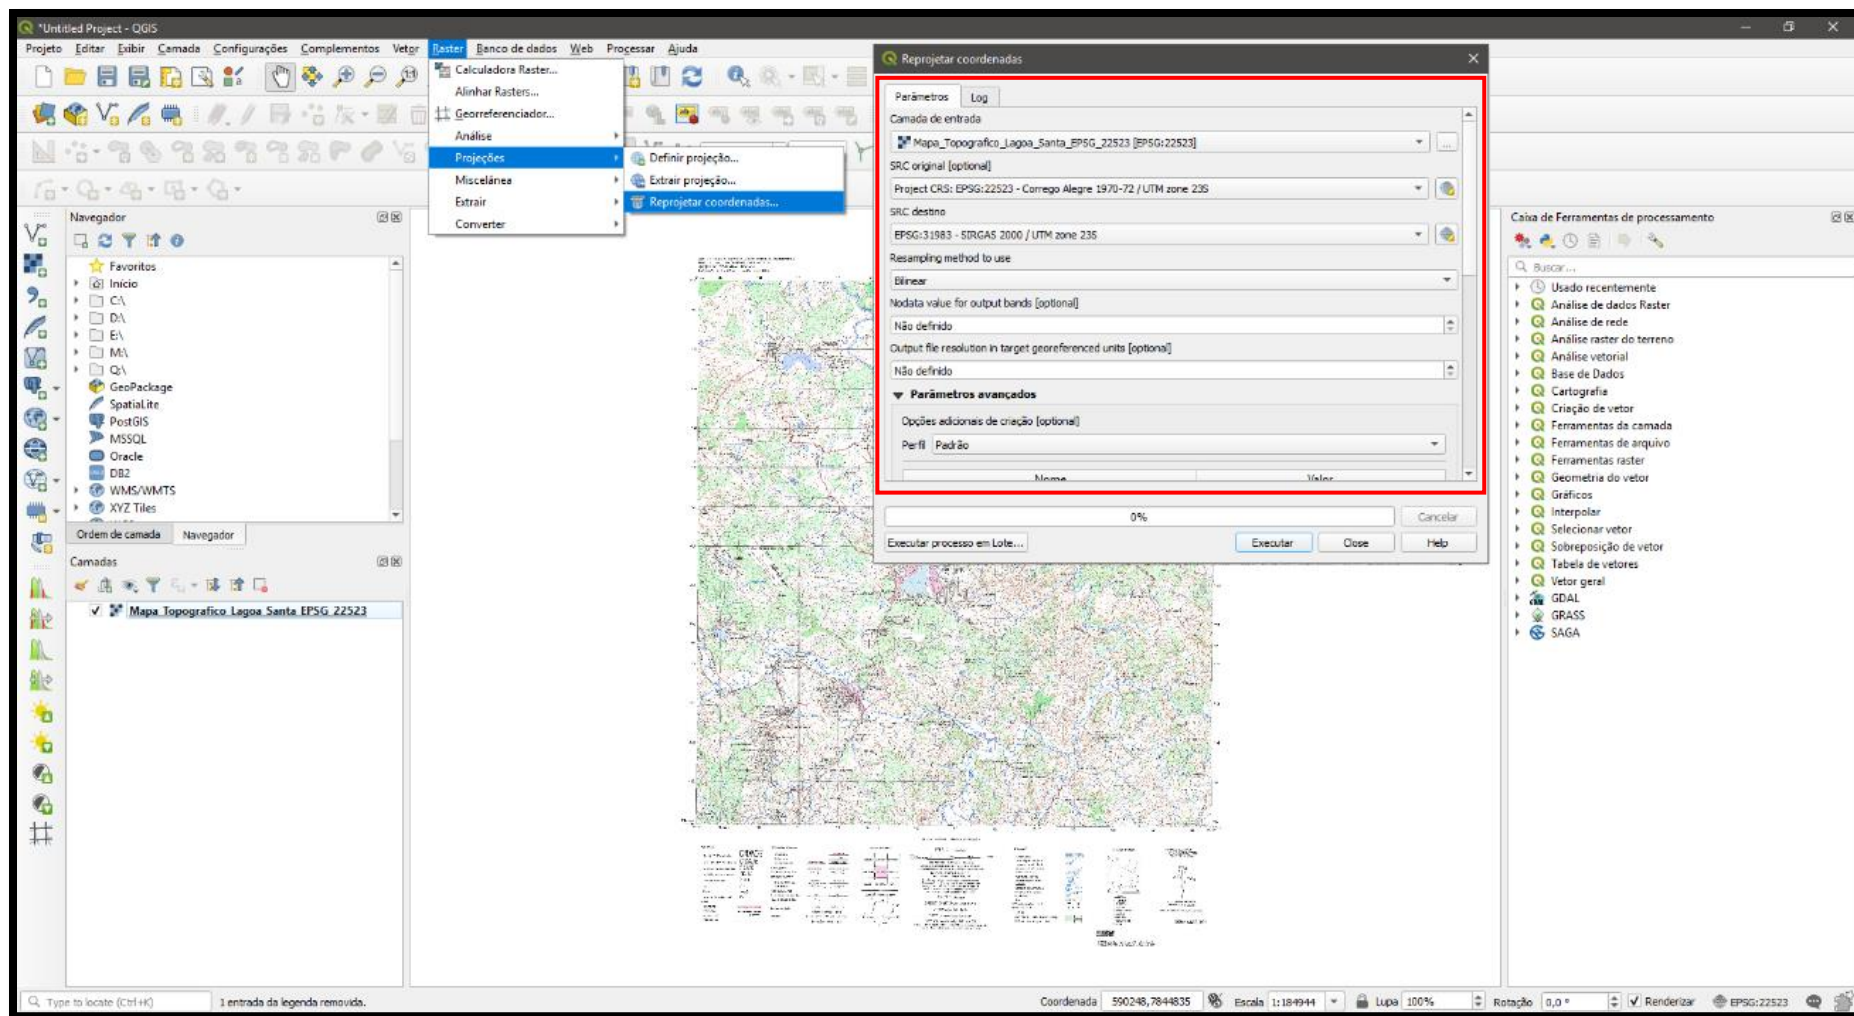 *Untitled Project - QGIS
Projeto Editar Exibir Camada Configurações Complementos Vetor Raster Banco de dados Web Processar Ajuda
Calculadora Raster...
Alinhar Rasters...
Georreferenciador...
Análise
Projeções
Miscelânea
Extrair
Converter
Definir projeção...
Extrair projeção...
Reprojetar coordenadas...
Reprojetar coordenadas
Parâmetros Log
Camada de entrada
Mapa_Topografico_Lagoa_Santa_EPSG_22523 [EPSG:22523]
SRC original [optional]
Project CRS: EPSG:22523 - Corrego Alegre 1970-72 / UTM zone 23S
SRC destino
EPSG:31983 - SIRGAS 2000 / UTM zone 23S
Resampling method to use
Bilinear
Nodata value for output bands [optional]
Não definido
Output file resolution in target georeferenced units [optional]
Não definido
Parâmetros avançados
Opções adicionais de criação [optional]
Perfil Padrão
Nome Valor
0% Cancelar
Executar processo em Lote... Executar Close Help
Navegador
Favoritos
Início
C:\
D:\
E:\
M:\
Q:\
GeoPackage
SpatiaLite
PostGIS
MSSQL
Oracle
DB2
WMS/WMTS
XYZ Tiles
Ordem de camada Navegador
Camadas
Mapa_Topografico_Lagoa_Santa_EPSG_22523
Caixa de Ferramentas de processamento
Buscar...
Usado recentemente
Análise de dados Raster
Análise de rede
Análise raster do terreno
Análise vetorial
Base de Dados
Cartografia
Criação de vetor
Ferramentas da camada
Ferramentas de arquivo
Ferramentas raster
Geometria do vetor
Gráficos
Interpolar
Selecionar vetor
Sobreposição de vetor
Tabela de vetores
Vetor geral
GDAL
GRASS
SAGA
Type to locate (Ctrl+K) 1 entrada da legenda removida. Coordenada 590248,7844835 Escala 1:184944 Lupa 100% Rotação 0,0 ° Renderizar EPSG:22523